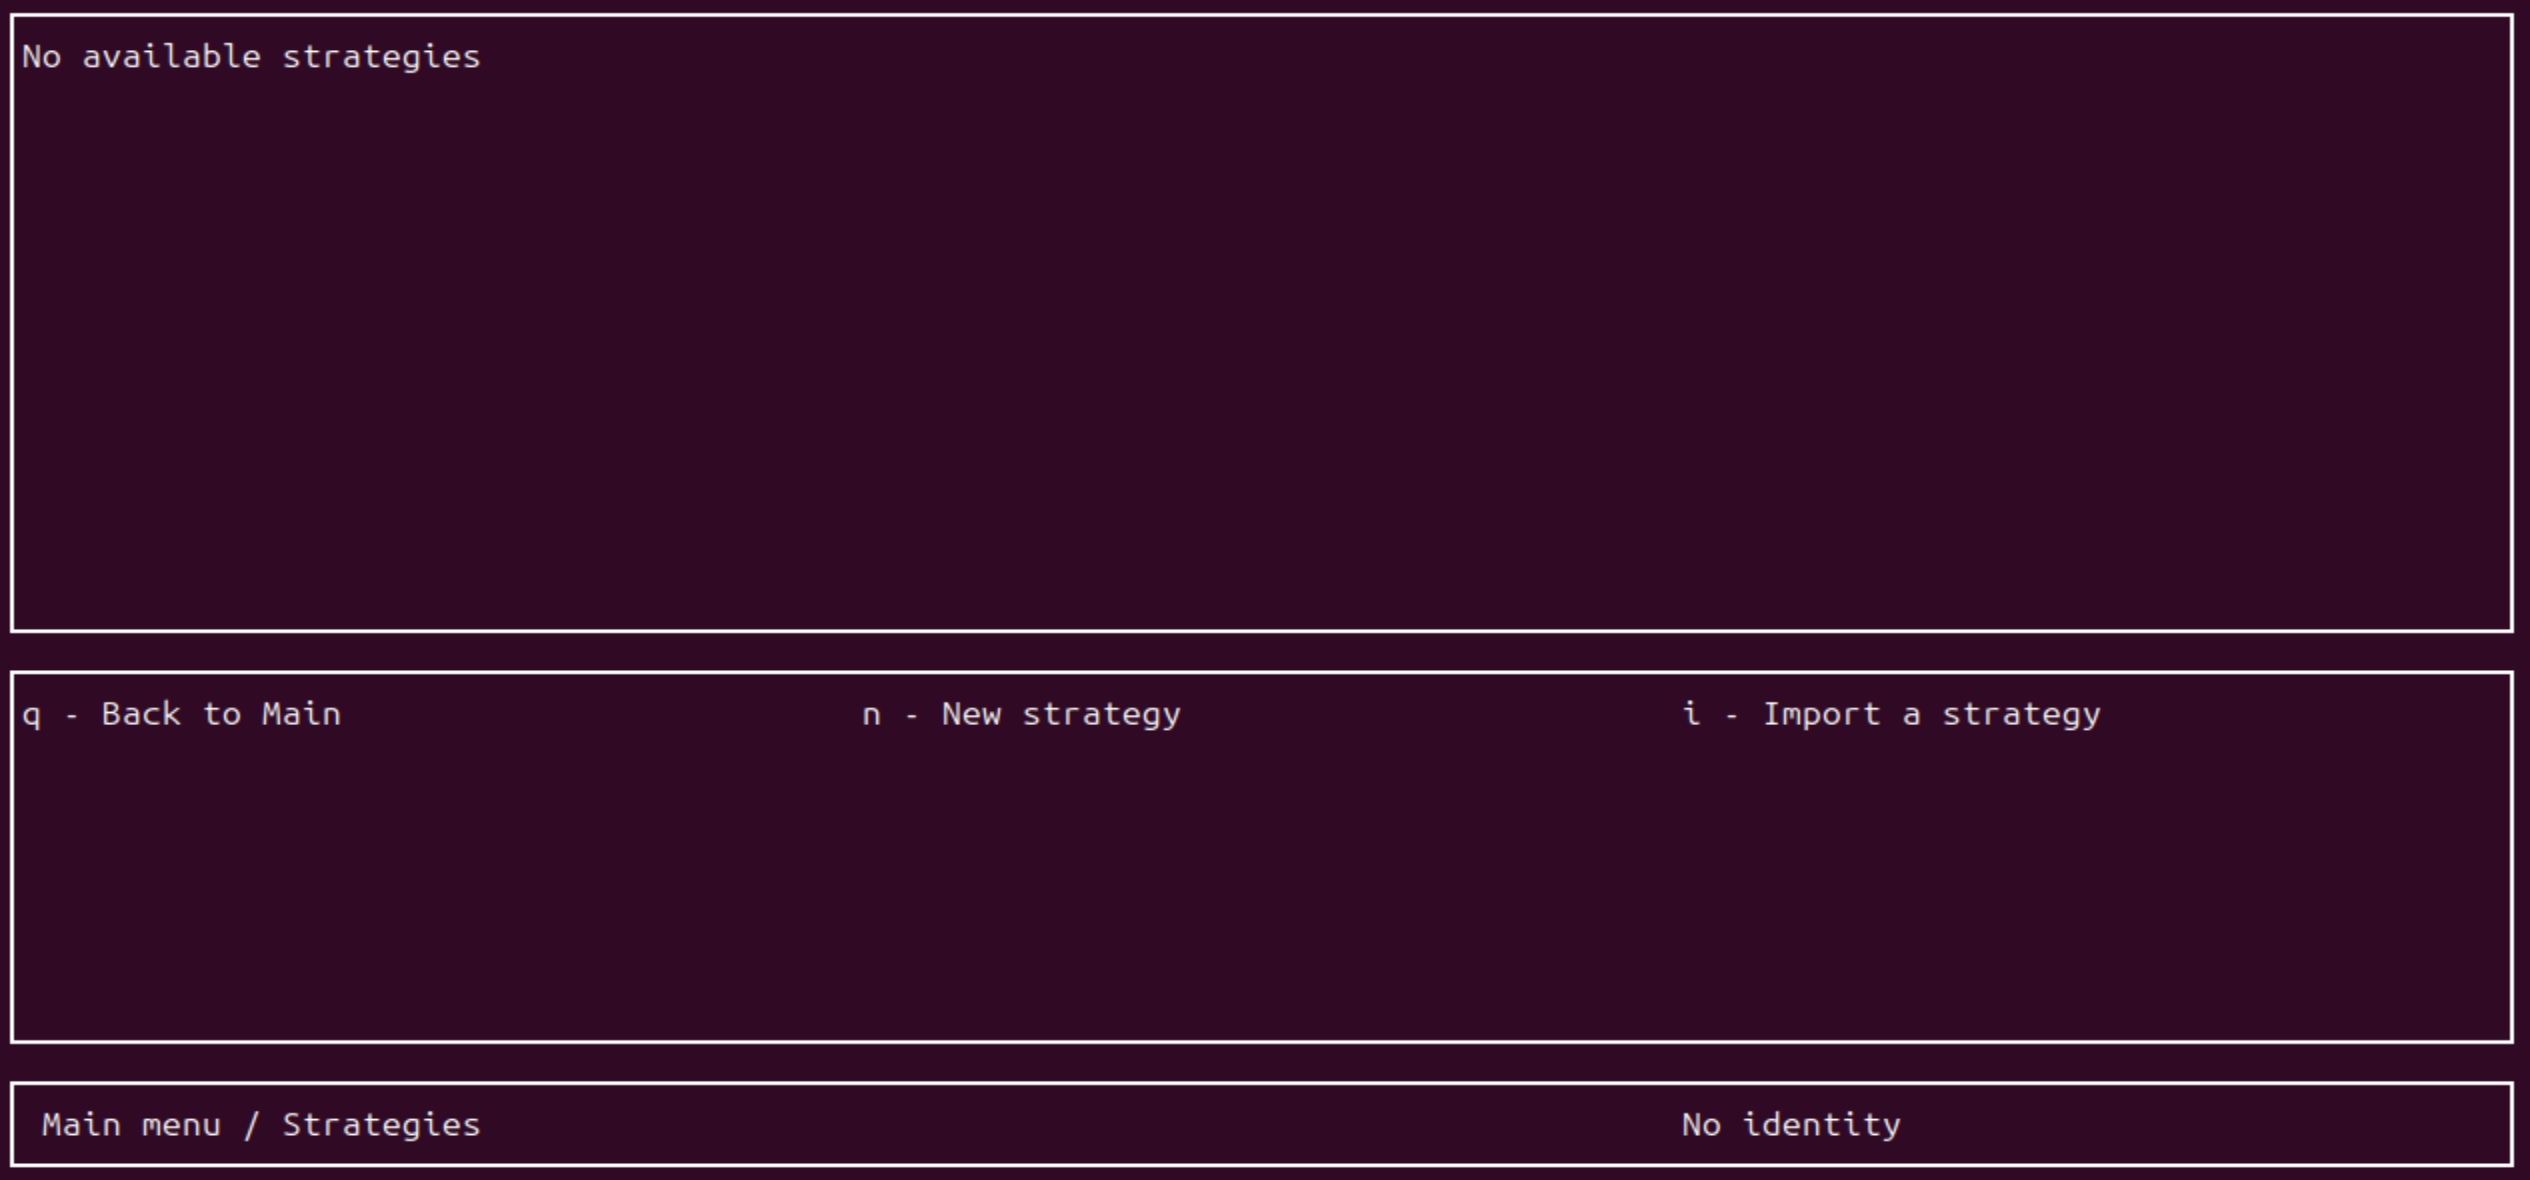 No available strategies
q - Back to Main n - New strategy i - Import a strategy
Main menu / Strategies No identity